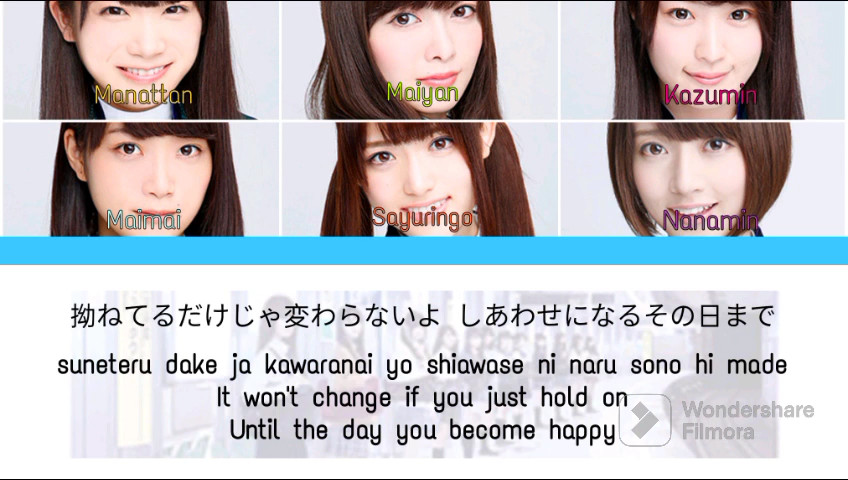 Manattan
Maiyan
Kazumin
Maimai
Sayuringo
Nanamin
拗ねてるだけじゃ変わらないよ しあわせになるその日まで
suneteru dake ja kawaranai yo shiawase ni naru sono hi made
It won't change if you just hold on
Until the day you become happy
Wondershare
Filmora